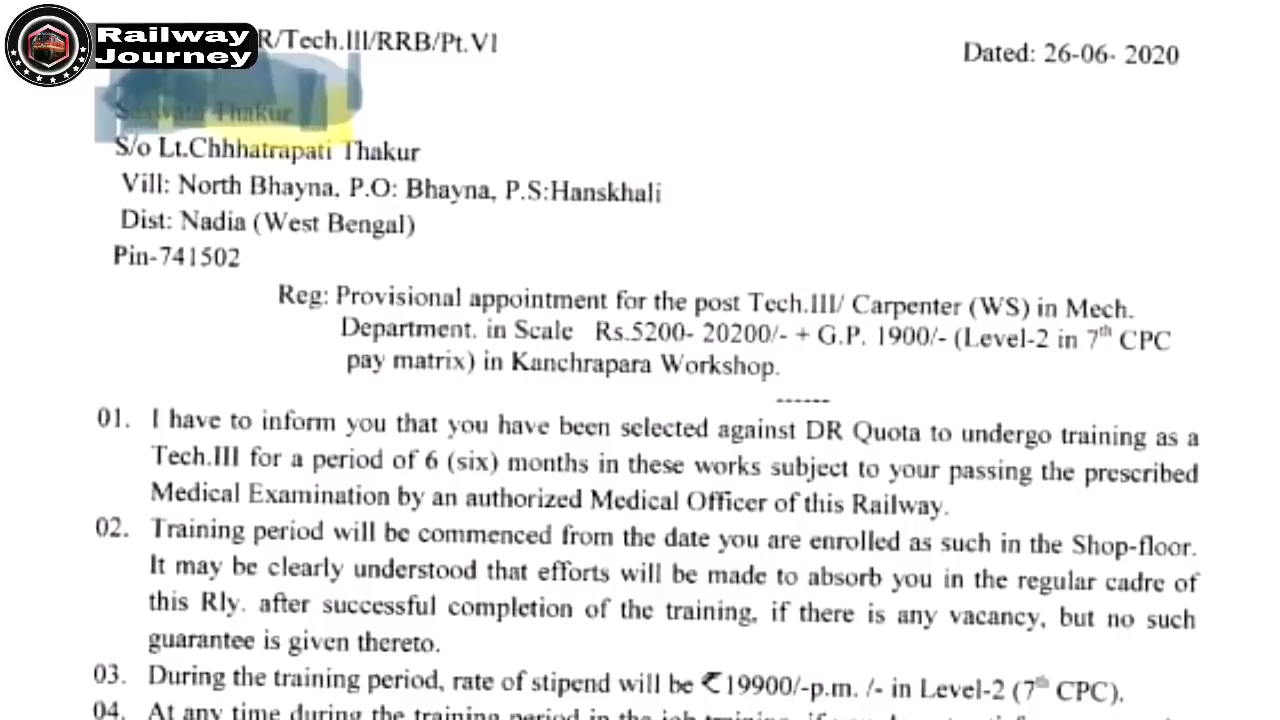 Railway
Journey
R/Tech.III/RRB/Pt.VI
Dated: 26-06- 2020
Thakur
S/o Lt.Chhhatrapati Thakur
Vill: North Bhayna, P.O: Bhayna, P.S:Hanskhali
Dist: Nadia (West Bengal)
Pin-741502
Reg: Provisional appointment for the post Tech.III/ Carpenter (WS) in Mech.
Department. in Scale Rs.5200- 20200/- + G.P. 1900/- (Level-2 in 7th CPC
pay matrix) in Kanchrapara Workshop.
------
01. I have to inform you that you have been selected against DR Quota to undergo training as a
Tech.III for a period of 6 (six) months in these works subject to your passing the prescribed
Medical Examination by an authorized Medical Officer of this Railway.
02. Training period will be commenced from the date you are enrolled as such in the Shop-floor.
It may be clearly understood that efforts will be made to absorb you in the regular cadre of
this Rly. after successful completion of the training, if there is any vacancy, but no such
guarantee is given thereto.
03. During the training period, rate of stipend will be ₹19900/-p.m. /- in Level-2 (7th CPC).
04. At any time during the training period in the job training, if you